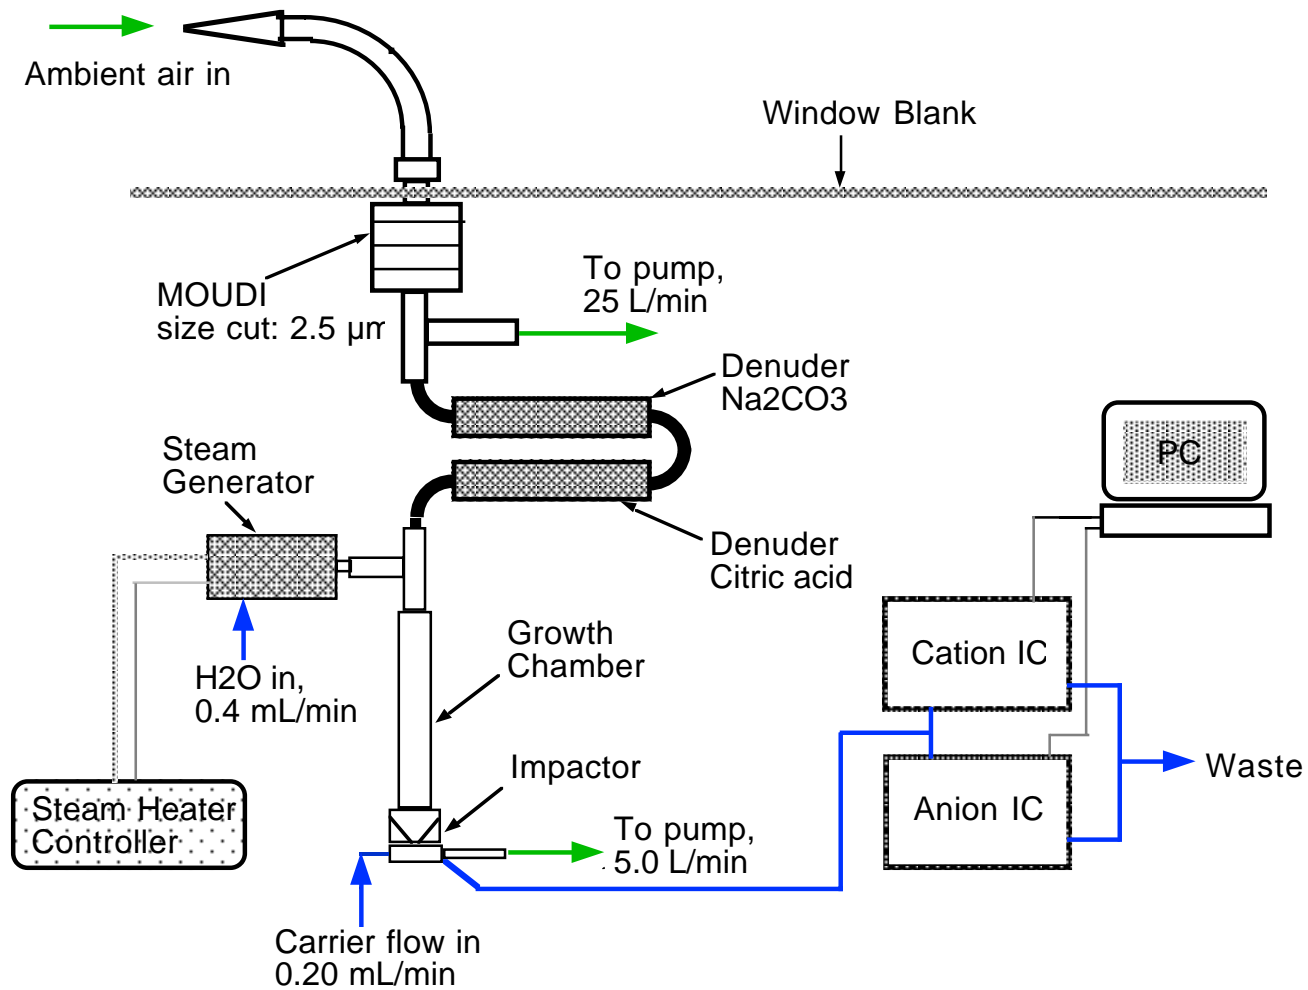 Ambient air in
Window Blank
MOUDI
size cut: 2.5 µm
To pump,
25 L/min
Denuder
Na2CO3
Steam
Generator
PC
Denuder
Citric acid
Growth
Chamber
Cation IC
H2O in,
0.4 mL/min
Impactor
Waste
Steam Heater
Controller
Anion IC
To pump,
5.0 L/min
Carrier flow in
0.20 mL/min